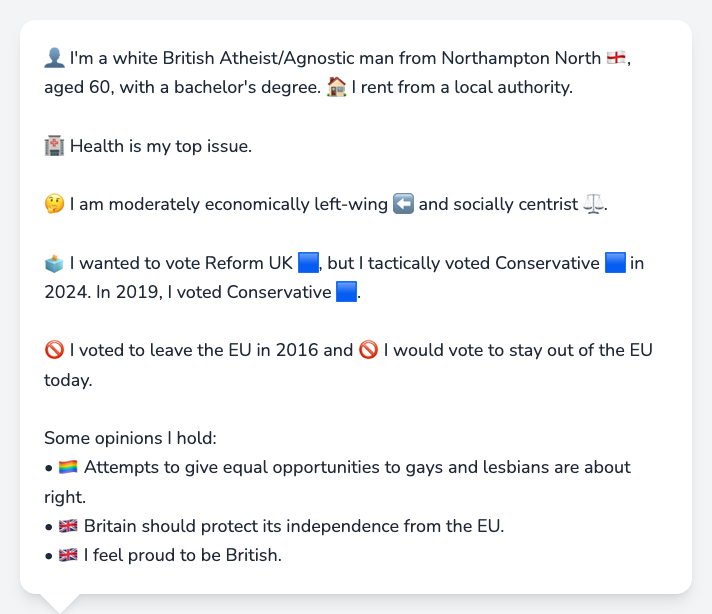 👤 I'm a white British Atheist/Agnostic man from Northampton North 🏴󠁧󠁢󠁥󠁮󠁧󠁿,
aged 60, with a bachelor's degree. 🏠 I rent from a local authority.
🏥 Health is my top issue.
🤔 I am moderately economically left-wing ⬅️ and socially centrist ⚖️.
🗳️ I wanted to vote Reform UK 🟦, but I tactically voted Conservative 🟦 in
2024. In 2019, I voted Conservative 🟦.
🚫 I voted to leave the EU in 2016 and 🚫 I would vote to stay out of the EU
today.
Some opinions I hold:
• 🏳️‍🌈 Attempts to give equal opportunities to gays and lesbians are about
right.
• 🇬🇧 Britain should protect its independence from the EU.
• 🇬🇧 I feel proud to be British.